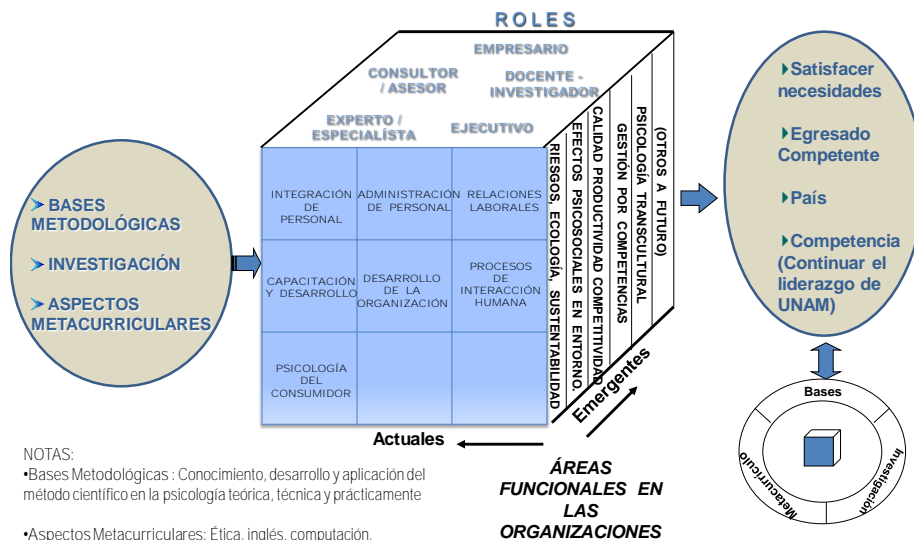 ROLES
EMPRESARIO
CONSULTOR
/ ASESOR
DOCENTE -
INVESTIGADOR
EXPERTO /
ESPECIALÍSTA
EJECUTIVO
BASES
METODOLÓGICAS
INVESTIGACIÓN
ASPECTOS
METACURRICULARES
INTEGRACIÓN
DE
PERSONAL
ADMINISTRACIÓN
DE PERSONAL
RELACIONES
LABORALES
CAPACITACIÓN
Y DESARROLLO
DESARROLLO
DE LA
ORGANIZACIÓN
PROCESOS
DE
INTERACCIÓN
HUMANA
PSICOLOGÍA
DEL
CONSUMIDOR
RIESGOS, ECOLOGÍA, SUSTENTABILIDAD
EFECTOS PSICOSOCIALES EN ENTORNO.
CALIDAD PRODUCTIVIDAD COMPETITIVIDAD
GESTIÓN POR COMPETENCIAS
PSICOLOGÍA TRANSCULTURAL
(OTROS A FUTURO)
Satisfacer
necesidades
Egresado
Competente
País
Competencia
(Continuar el
liderazgo de
UNAM)
Emergentes
Actuales
ÁREAS
FUNCIONALES EN
LAS
ORGANIZACIONES
Bases
Metacurrículo
Investigación
NOTAS:
•Bases Metodológicas : Conocimiento, desarrollo y aplicación del
método científico en la psicología teórica, técnica y prácticamente
•Aspectos Metacurriculares: Ética, inglés, computación,